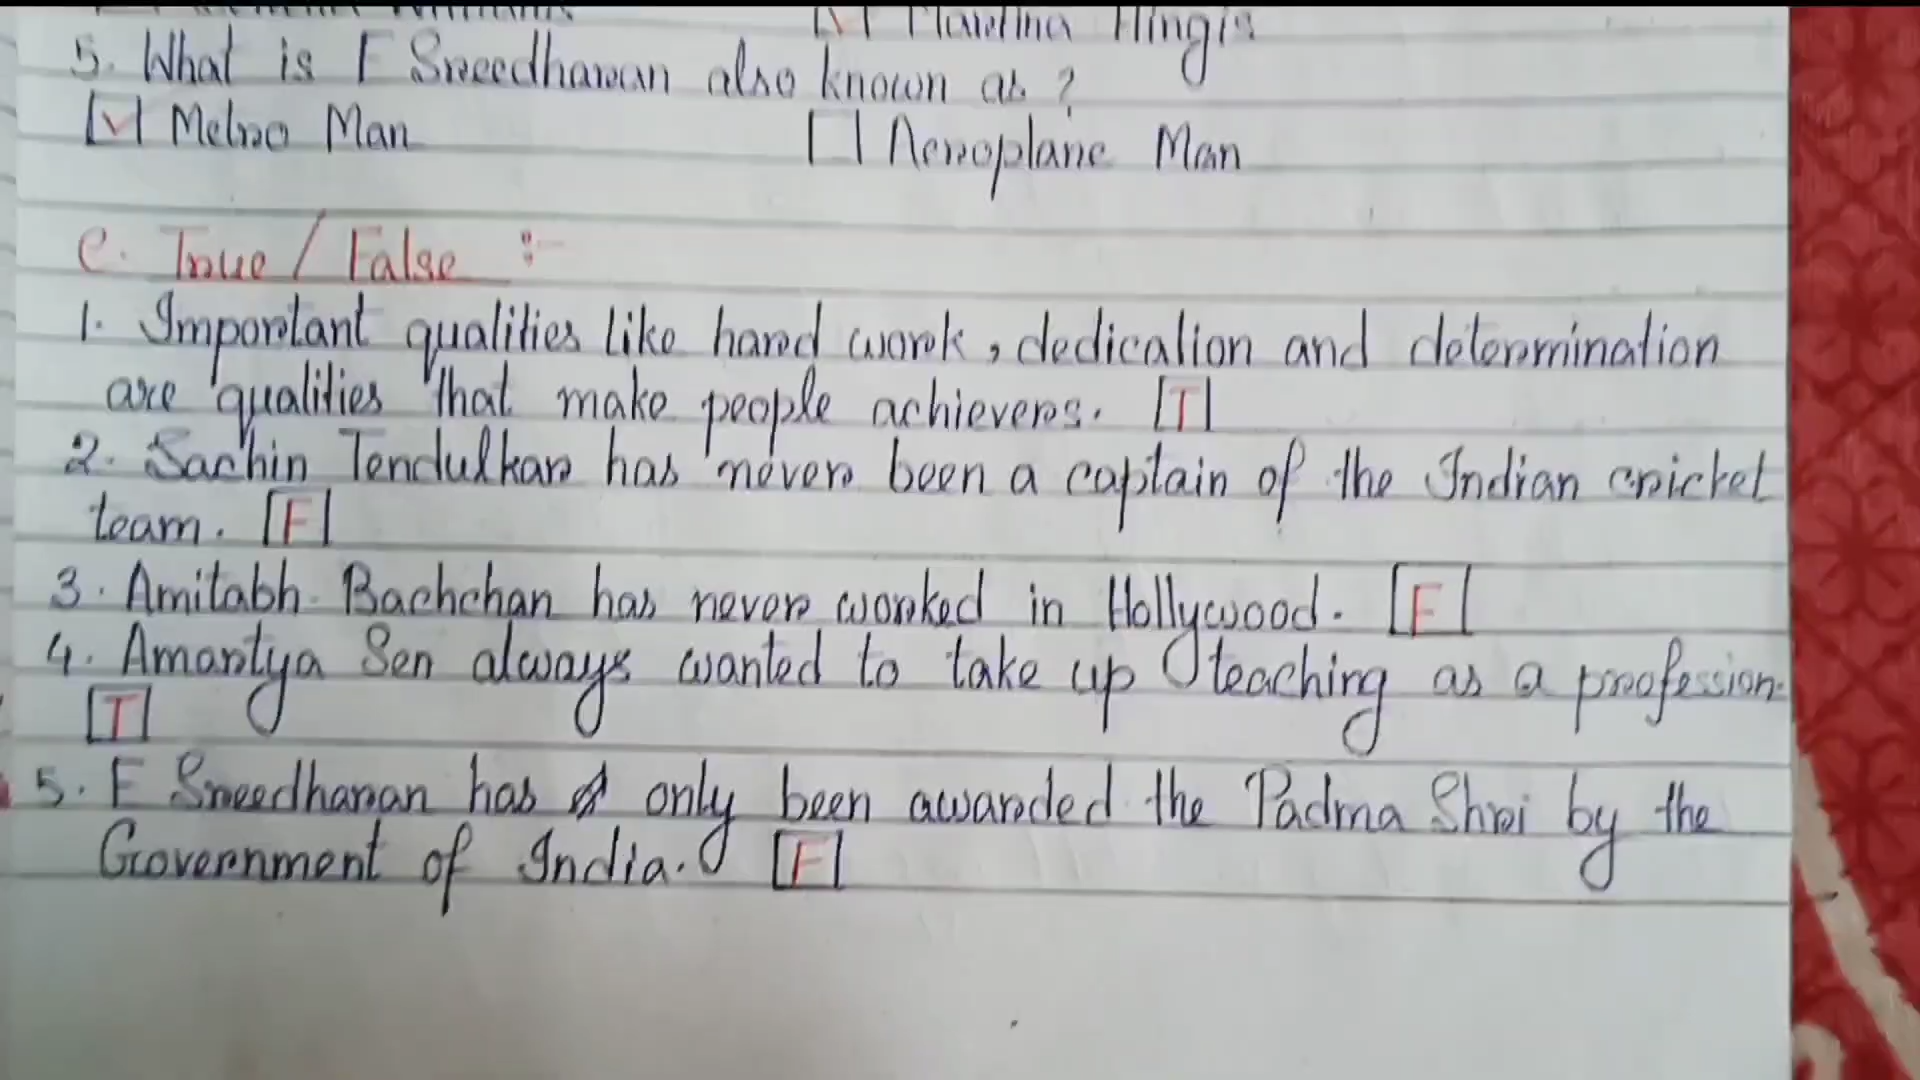 [✓] Martina Hingis
5. What is E Sreedharan also known as ?
[✓] Metro Man [ ] Aeroplane Man
C. True / False :-
1. Important qualities like hard work, dedication and determination
are qualities that make people achievers. [T]
2. Sachin Tendulkar has never been a captain of the Indian cricket
team. [F]
3. Amitabh Bachchan has never worked in Hollywood. [F]
4. Amartya Sen always wanted to take up teaching as a profession.
[T]
5. E Sreedharan has only been awarded the Padma Shri by the
Government of India. [F]